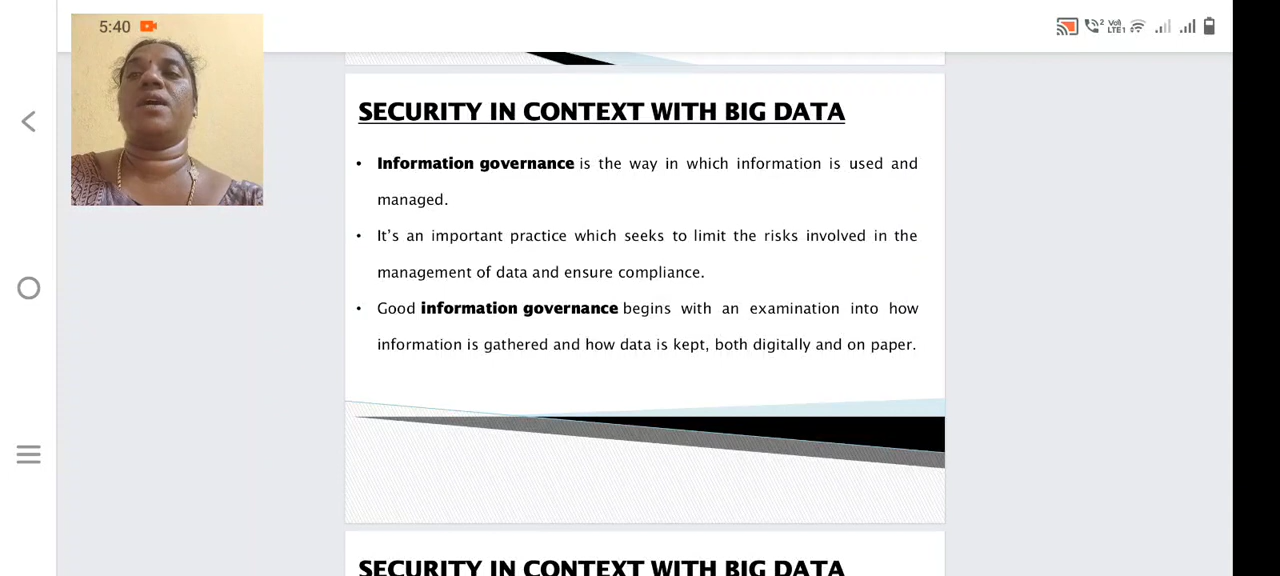 5:40
Voll 2
LTE1
SECURITY IN CONTEXT WITH BIG DATA
• Information governance is the way in which information is used and
managed.
• It's an important practice which seeks to limit the risks involved in the
management of data and ensure compliance.
• Good information governance begins with an examination into how
information is gathered and how data is kept, both digitally and on paper.
SECURITY IN CONTEXT WITH BIG DATA